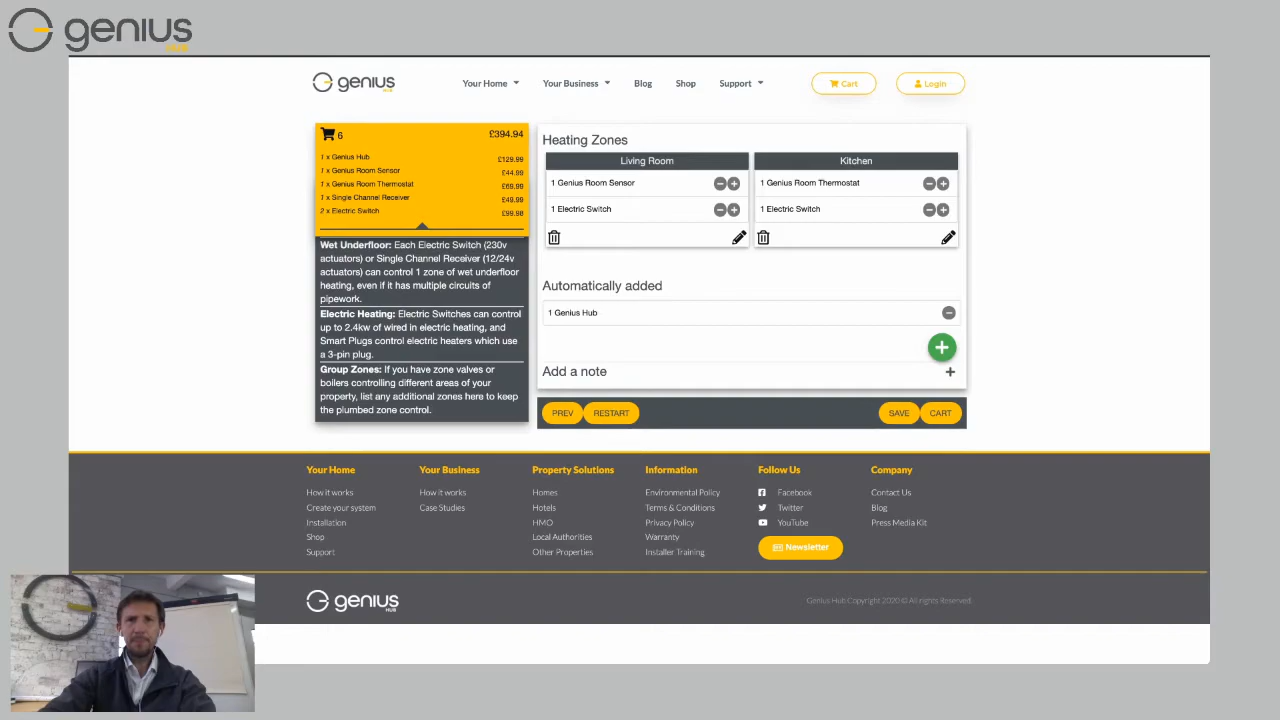 genius
HUB
genius
HUB
Your Home
Your Business
Blog
Shop
Support
Cart
Login
6
£394.94
1 x Genius Hub
£129.99
1 x Genius Room Sensor
£44.99
1 x Genius Room Thermostat
£69.99
1 x Single Channel Receiver
£49.99
2 x Electric Switch
£99.98
Wet Underfloor: Each Electric Switch (230v
actuators) or Single Channel Receiver (12/24v
actuators) can control 1 zone of wet underfloor
heating, even if it has multiple circuits of
pipework.
Electric Heating: Electric Switches can control
up to 2.4kw of wired in electric heating, and
Smart Plugs control electric heaters which use
a 3-pin plug.
Group Zones: If you have zone valves or
boilers controlling different areas of your
property, list any additional zones here to keep
the plumbed zone control.
Heating Zones
Living Room
1 Genius Room Sensor
1 Electric Switch
Kitchen
1 Genius Room Thermostat
1 Electric Switch
Automatically added
1 Genius Hub
Add a note
PREV
RESTART
SAVE
CART
Your Home
How it works
Create your system
Installation
Shop
Support
Your Business
How it works
Case Studies
Property Solutions
Homes
Hotels
HMO
Local Authorities
Other Properties
Information
Environmental Policy
Terms & Conditions
Privacy Policy
Warranty
Installer Training
Follow Us
Facebook
Twitter
YouTube
Newsletter
Company
Contact Us
Blog
Press Media Kit
genius
HUB
Genius Hub Copyright 2020 © All rights Reserved.